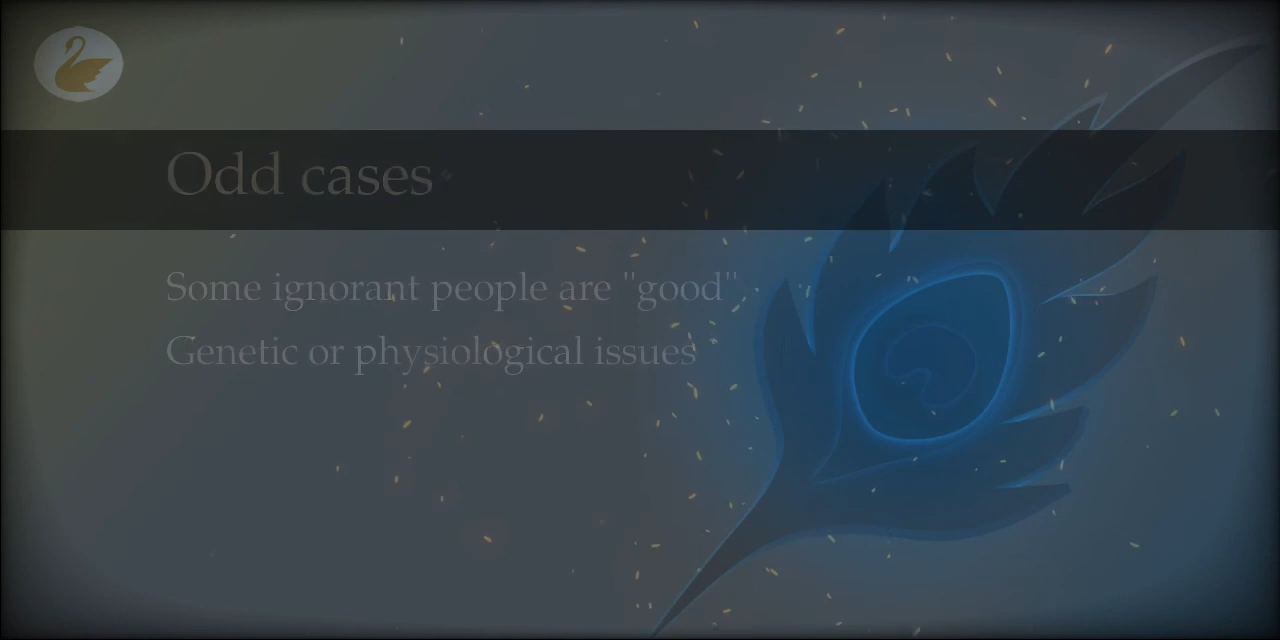 Odd cases
Some ignorant people are "good"
Genetic or physiological issues